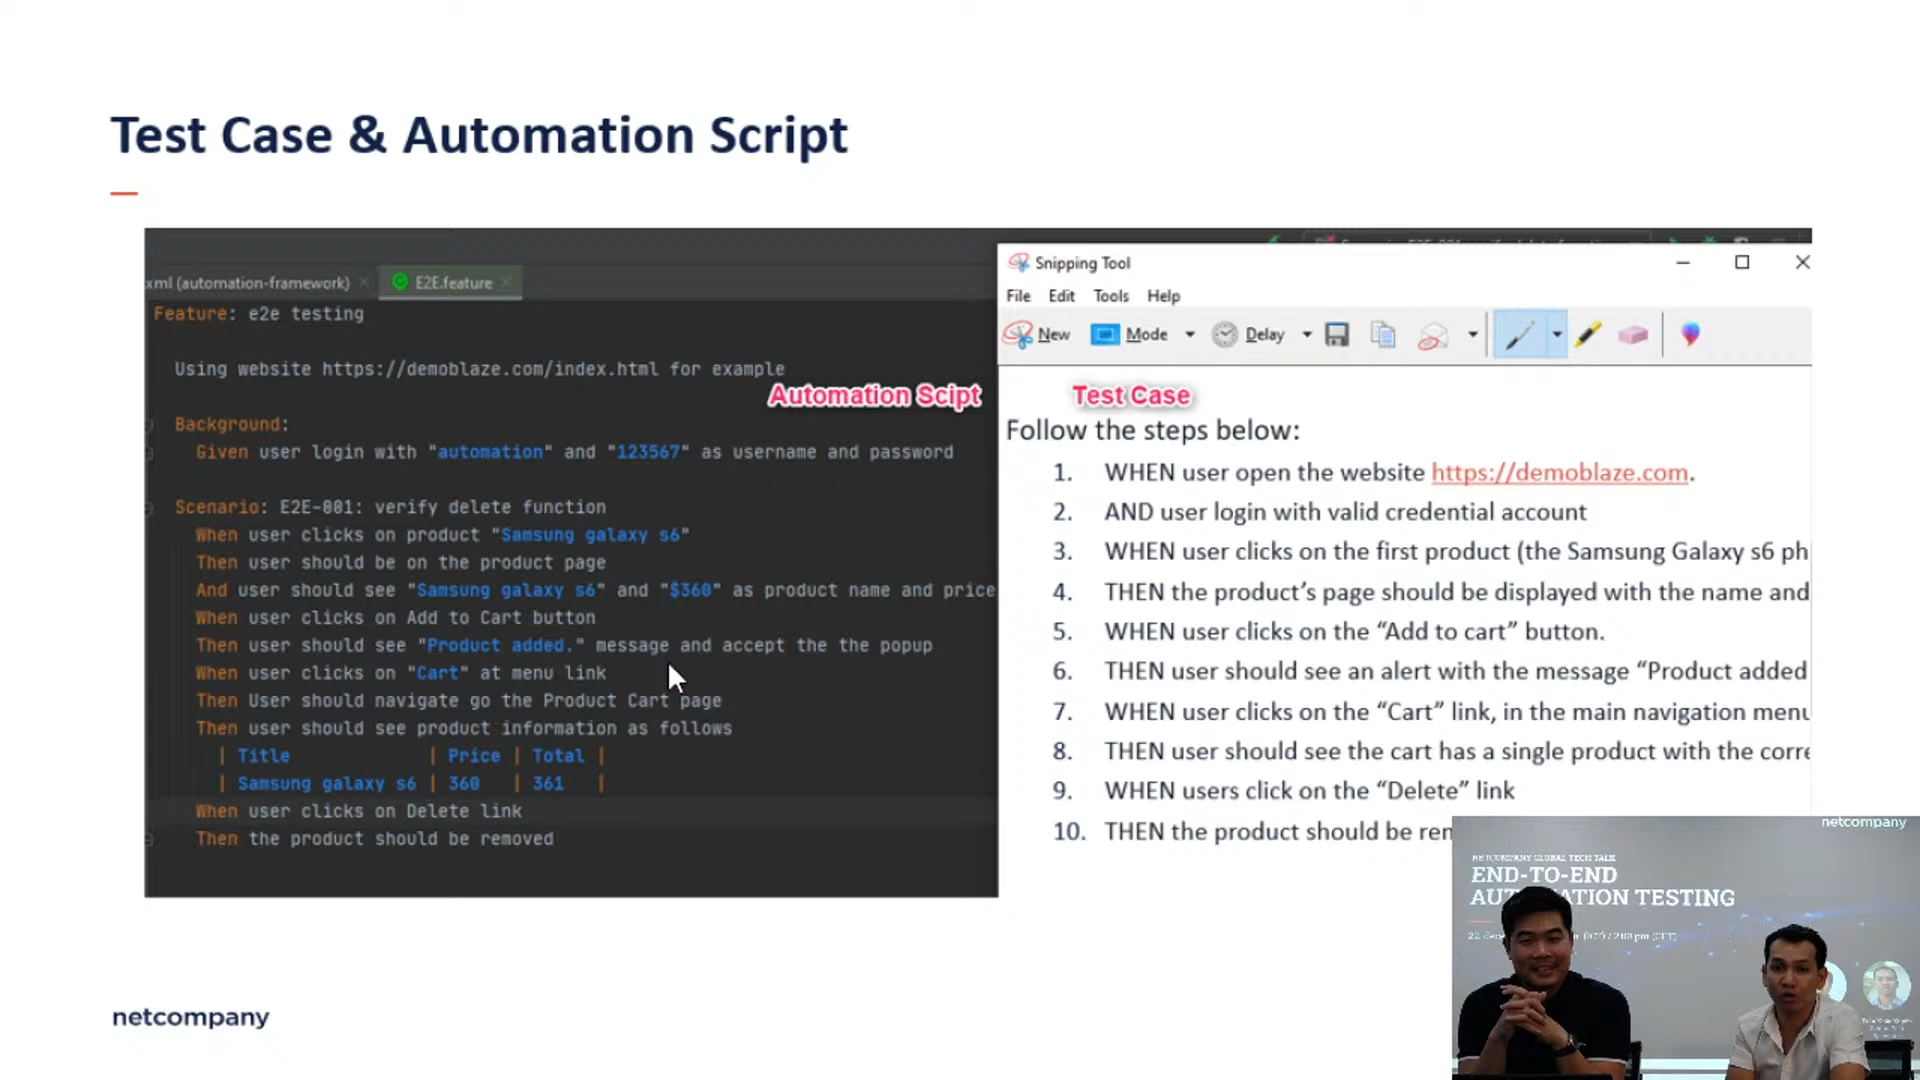 Test Case & Automation Script
xml (automation-framework)
E2E.feature
Feature: e2e testing
Using website https://demoblaze.com/index.html for example
Automation Scipt
Background:
Given user login with "automation" and "123567" as username and password
Scenario: E2E-001: verify delete function
When user clicks on product "Samsung galaxy s6"
Then user should be on the product page
And user should see "Samsung galaxy s6" and "$360" as product name and price
When user clicks on Add to Cart button
Then user should see "Product added." message and accept the the popup
When user clicks on "Cart" at menu link
Then User should navigate go the Product Cart page
Then user should see product information as follows
| Title | Price | Total |
| Samsung galaxy s6 | 360 | 361 |
When user clicks on Delete link
Then the product should be removed
Snipping Tool
File Edit Tools Help
New Mode Delay
Test Case
Follow the steps below:
1. WHEN user open the website https://demoblaze.com.
2. AND user login with valid credential account
3. WHEN user clicks on the first product (the Samsung Galaxy s6 ph
4. THEN the product’s page should be displayed with the name and
5. WHEN user clicks on the “Add to cart” button.
6. THEN user should see an alert with the message “Product added
7. WHEN user clicks on the “Cart” link, in the main navigation menu
8. THEN user should see the cart has a single product with the corre
9. WHEN users click on the “Delete” link
10. THEN the product should be rem
netcompany
NETCOMPANY GLOBAL TECH TALK
END-TO-END
AUTOMATION TESTING
netcompany